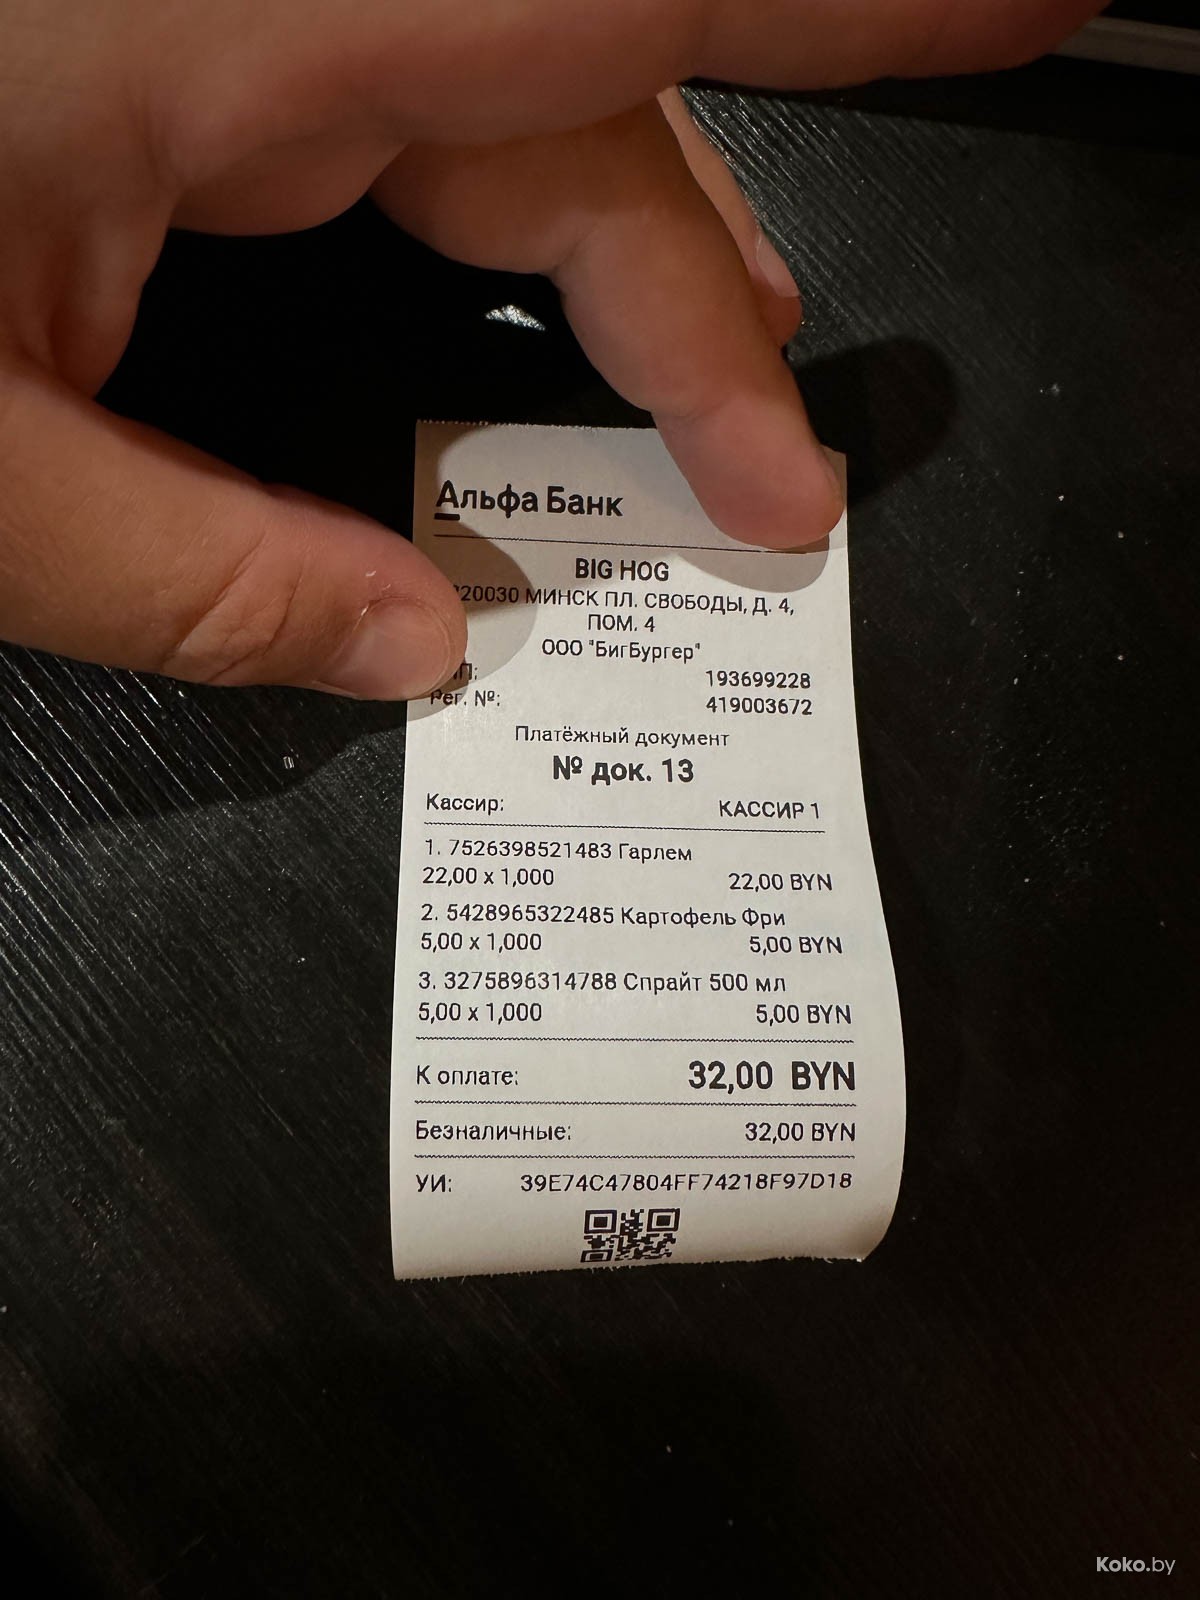 Альфа Банк
BIG HOG
220030 МИНСК ПЛ. СВОБОДЫ, Д. 4,
ПОМ. 4
ООО "БигБургер"
193699228
Рег. №: 419003672
Платёжный документ
№ док. 13
Кассир: КАССИР 1
1. 7526398521483 Гарлем
22,00 x 1,000 22,00 BYN
2. 5428965322485 Картофель Фри
5,00 x 1,000 5,00 BYN
3. 3275896314788 Спрайт 500 мл
5,00 x 1,000 5,00 BYN
К оплате: 32,00 BYN
Безналичные: 32,00 BYN
УИ: 39E74C47804FF74218F97D18
Koko.by